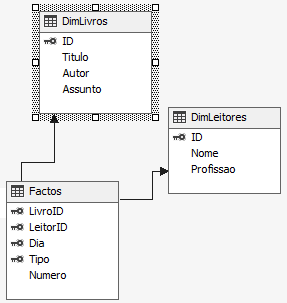 DimLivros
ID
Titulo
Autor
Assunto
DimLeitores
ID
Nome
Profissao
Factos
LivroID
LeitorID
Dia
Tipo
Numero